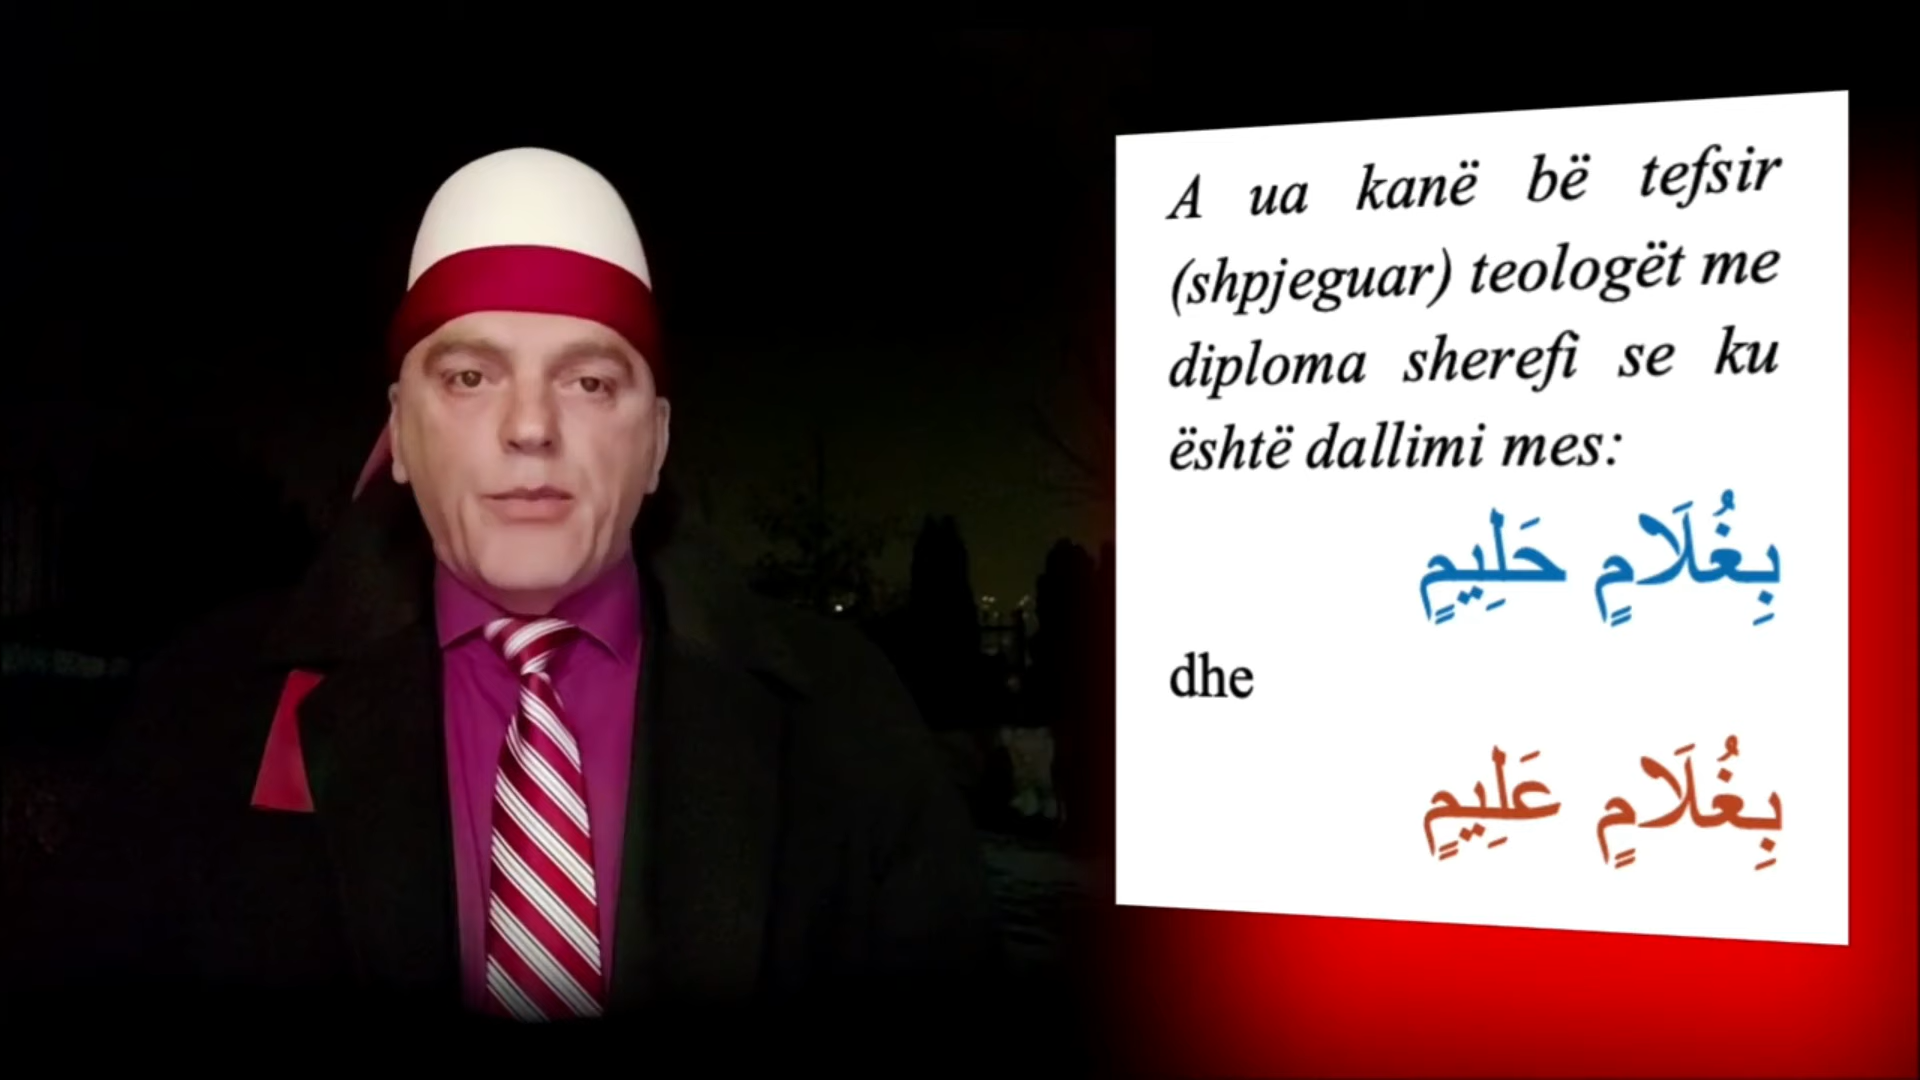 A ua kanë bë tefsir
(shpjeguar) teologët me
diploma sherefi se ku
është dallimi mes:
بِغُلَامٍ حَلِيمٍ
dhe
بِغُلَامٍ عَلِيمٍ